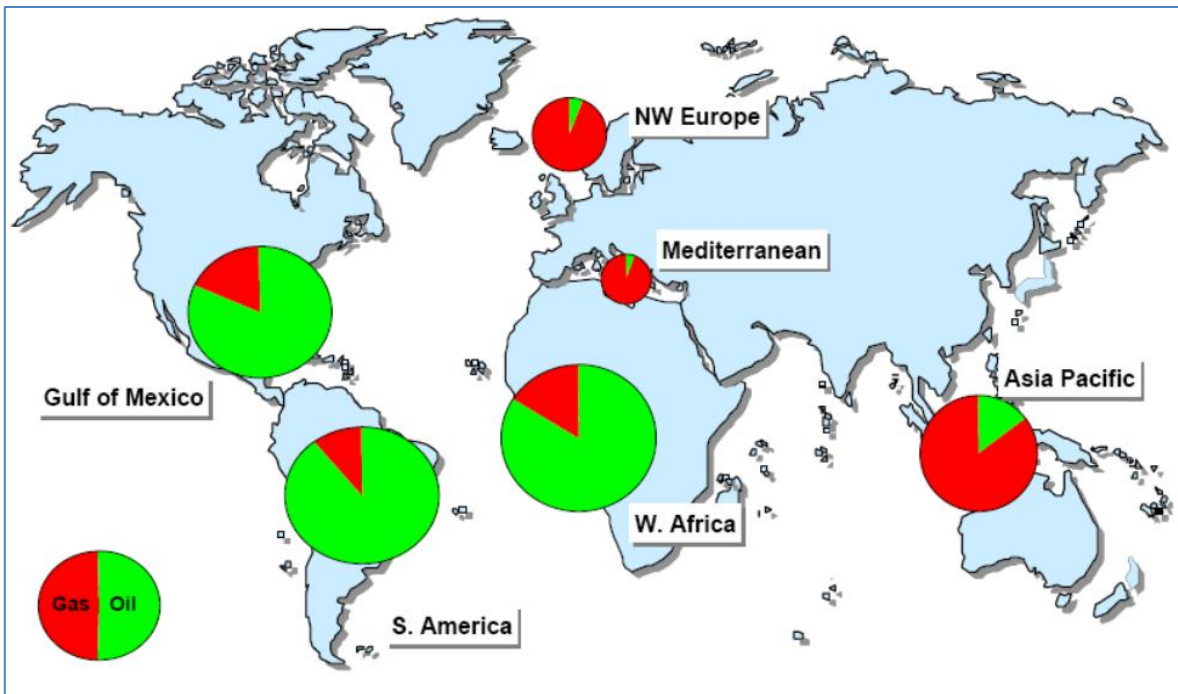 NW Europe
Mediterranean
Asia Pacific
Gulf of Mexico
W. Africa
Gas Oil
S. America